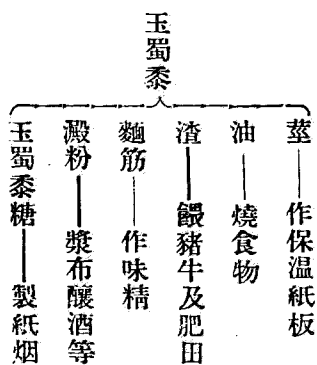 玉蜀黍
莖——作保溫紙板
油——燒食物
渣——餵豬牛及肥田
麵筋——作味精
澱粉——漿布釀酒等
玉蜀黍糖——製紙烟